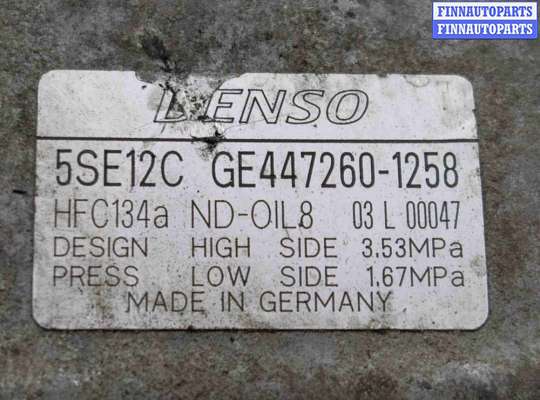 FINNAUTOPARTS
FINNAUTOPARTS
DENSO
5SE12C GE447260-1258
HFC134a ND-OIL8 03 L 00047
DESIGN HIGH SIDE 3.53MPa
PRESS LOW SIDE 1.67MPa
MADE IN GERMANY